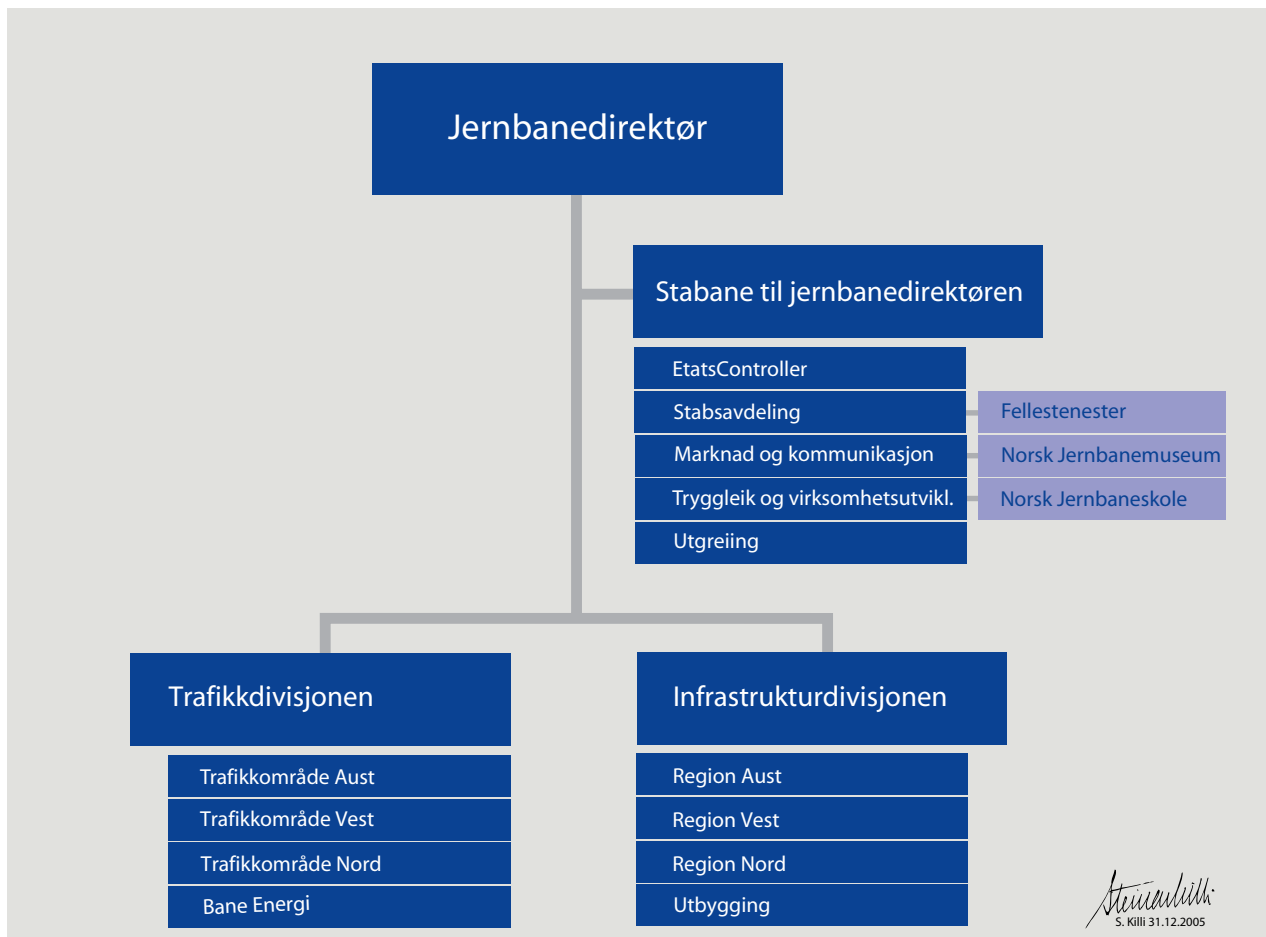 Jernbanedirektør
Stabane til jernbanedirektøren
EtatsController
Stabsavdeling
Fellestenester
Marknad og kommunikasjon
Norsk Jernbanemuseum
Tryggleik og virksomhetsutvikl.
Norsk Jernbaneskole
Utgreiing
Trafikkdivisjonen
Trafikkområde Aust
Trafikkområde Vest
Trafikkområde Nord
Bane Energi
Infrastrukturdivisjonen
Region Aust
Region Vest
Region Nord
Utbygging
S. Killi 31.12.2005